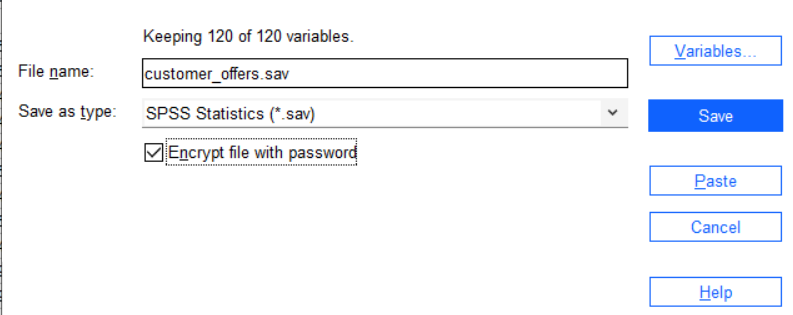 Keeping 120 of 120 variables.
Variables...
File name:
customer_offers.sav
Save as type:
SPSS Statistics (*.sav)
Save
Encrypt file with password
Paste
Cancel
Help